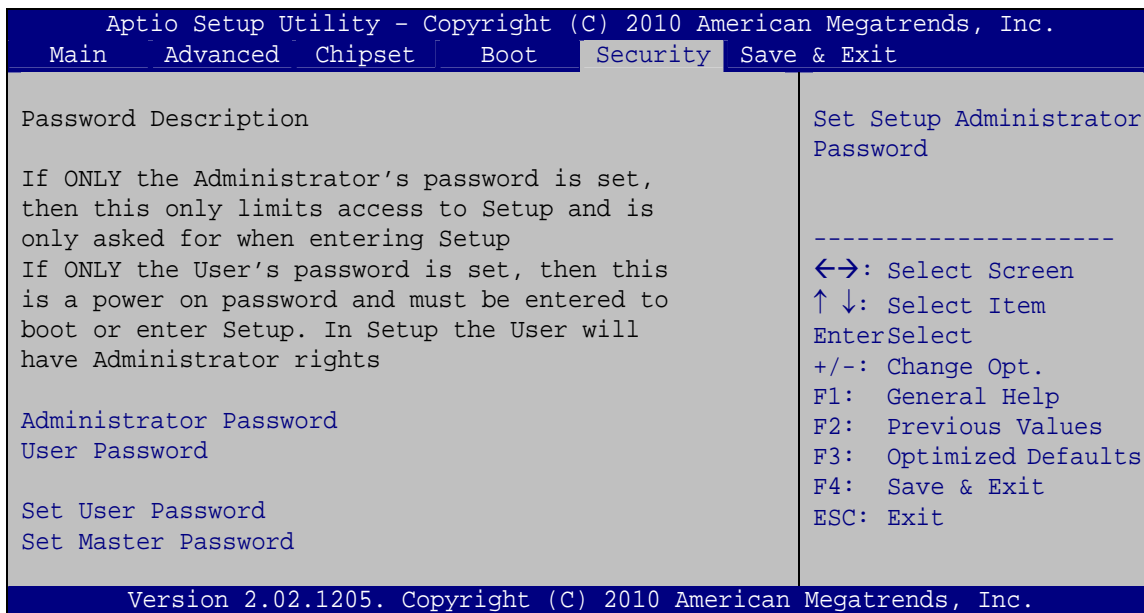 Aptio Setup Utility – Copyright (C) 2010 American Megatrends, Inc.
Main Advanced Chipset Boot Security Save & Exit
Password Description
If ONLY the Administrator’s password is set,
then this only limits access to Setup and is
only asked for when entering Setup
If ONLY the User’s password is set, then this
is a power on password and must be entered to
boot or enter Setup. In Setup the User will
have Administrator rights
Administrator Password
User Password
Set User Password
Set Master Password
Set Setup Administrator
Password
---------------------
←→: Select Screen
↑ ↓: Select Item
EnterSelect
+/-: Change Opt.
F1: General Help
F2: Previous Values
F3: Optimized Defaults
F4: Save & Exit
ESC: Exit
Version 2.02.1205. Copyright (C) 2010 American Megatrends, Inc.